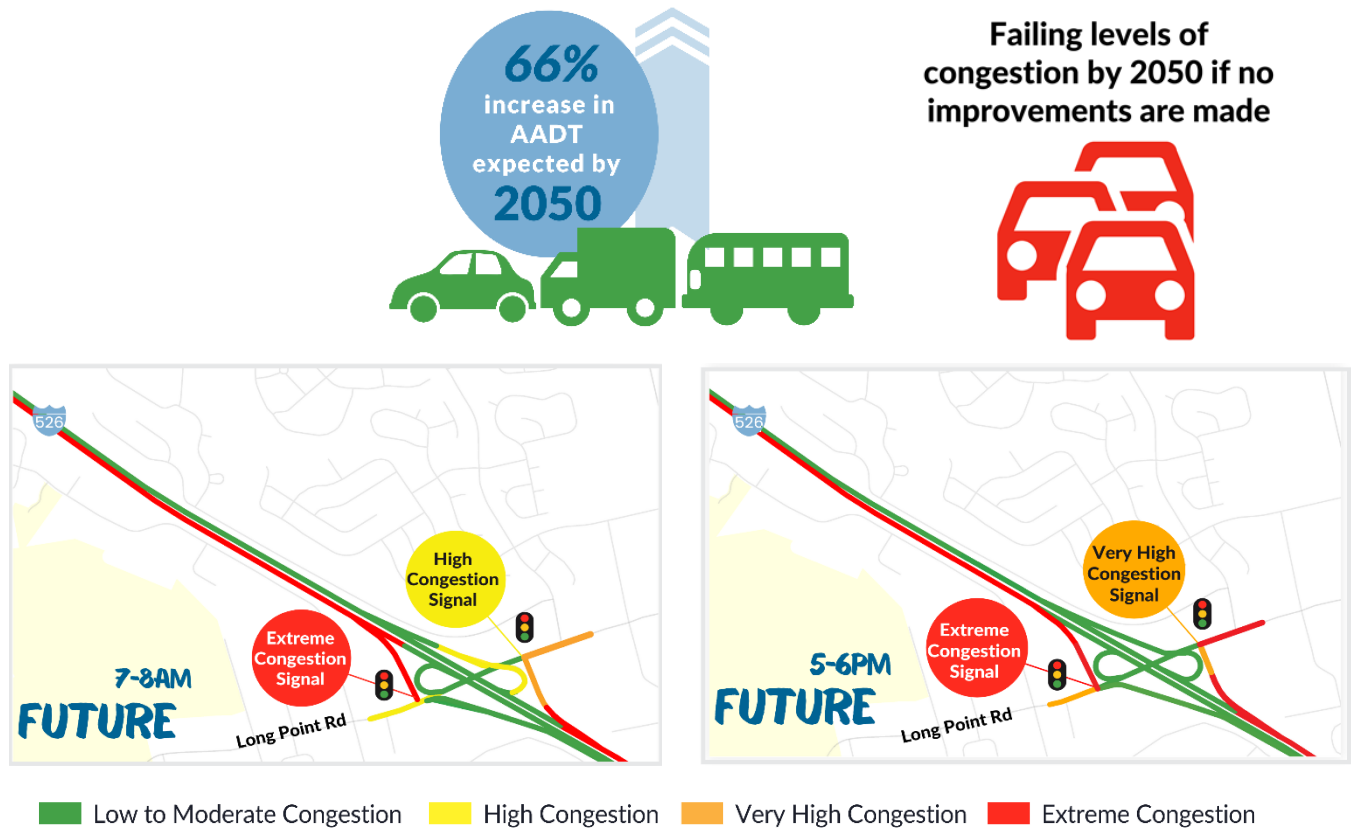 66%
increase in
AADT
expected by
2050
Failing levels of
congestion by 2050 if no
improvements are made
526
High
Congestion
Signal
Extreme
Congestion
Signal
7-8AM
FUTURE
Long Point Rd
526
Very High
Congestion
Signal
Extreme
Congestion
Signal
5-6PM
FUTURE
Long Point Rd
Low to Moderate Congestion
High Congestion
Very High Congestion
Extreme Congestion